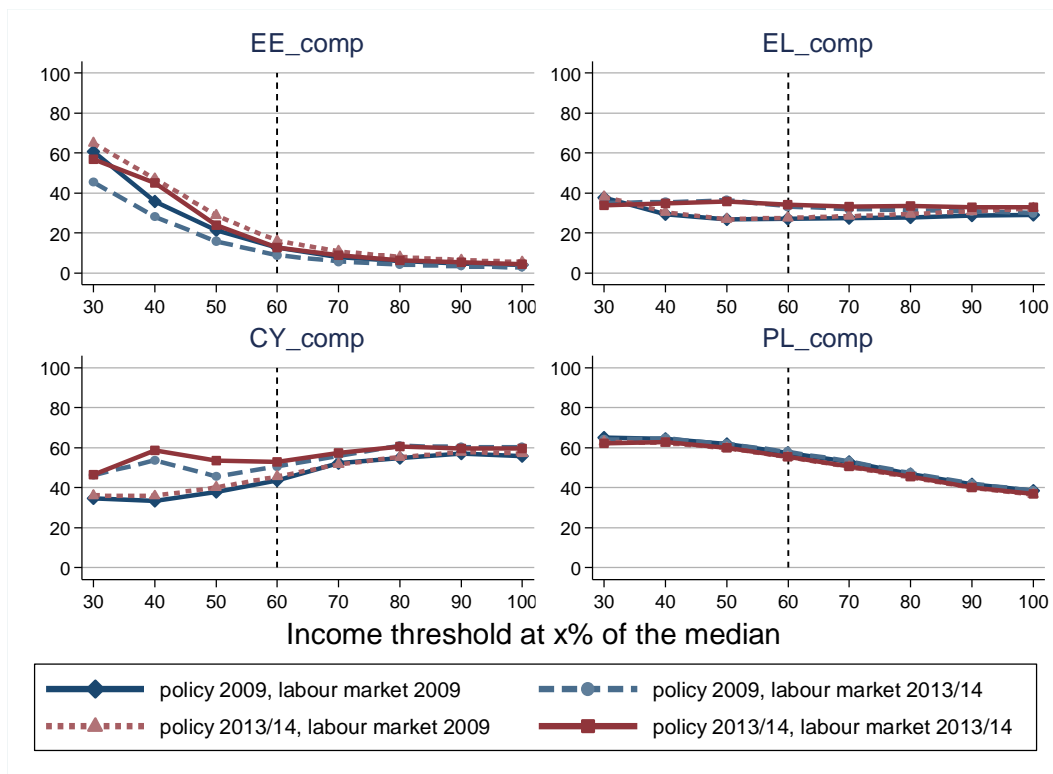 EE_comp
EL_comp
100
80
60
40
20
0
30 40 50 60 70 80 90 100
100
80
60
40
20
0
30 40 50 60 70 80 90 100
CY_comp
PL_comp
100
80
60
40
20
0
30 40 50 60 70 80 90 100
100
80
60
40
20
0
30 40 50 60 70 80 90 100
Income threshold at x% of the median
policy 2009, labour market 2009
policy 2009, labour market 2013/14
policy 2013/14, labour market 2009
policy 2013/14, labour market 2013/14